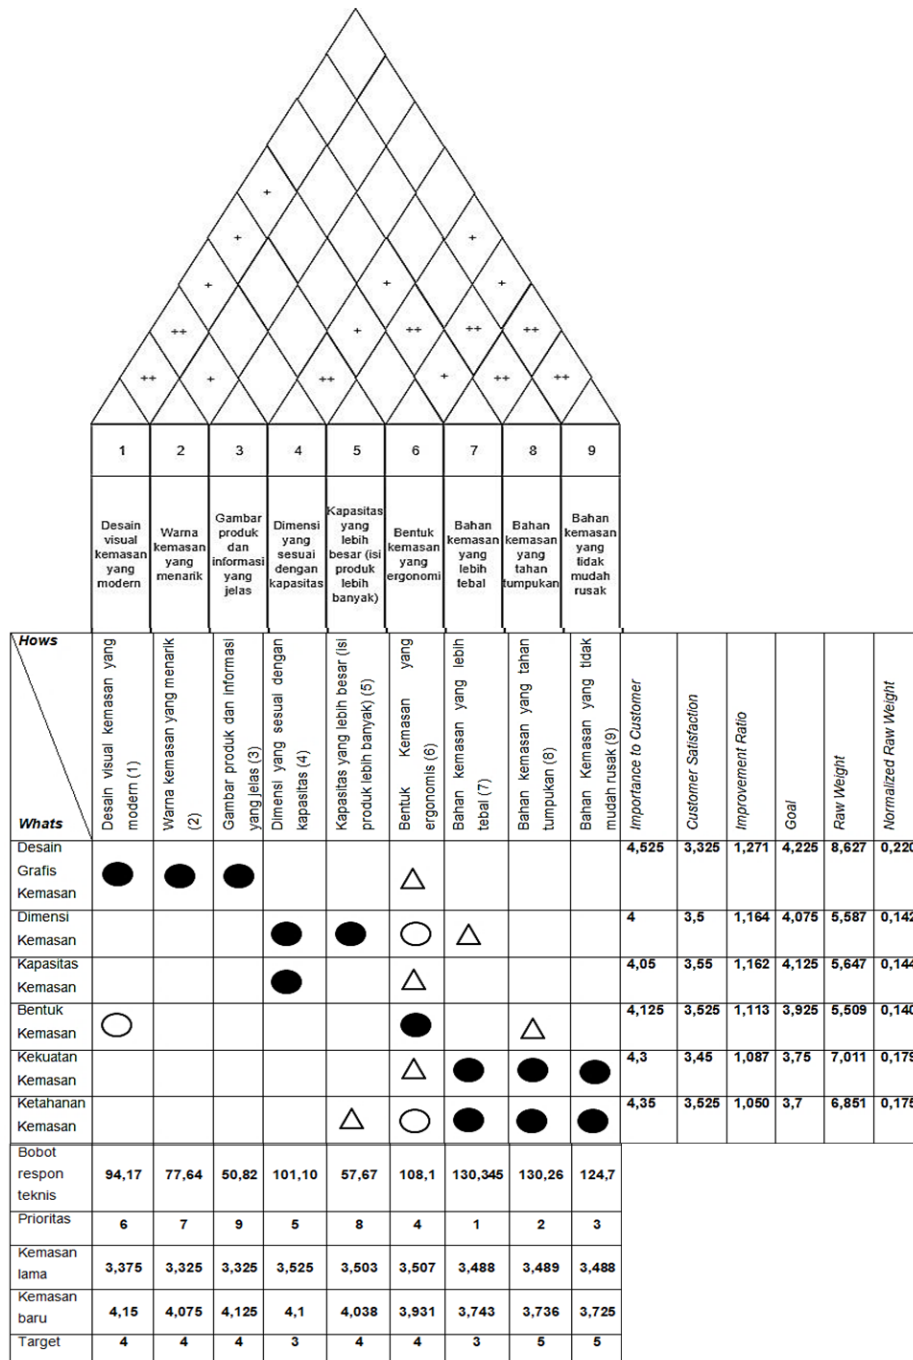 +
+
+
+
+
+
+
++
+
++
++
++
++
+
++
+
++
++
1 2 3 4 5 6 7 8 9
Desain visual kemasan yang modern
Warna kemasan yang menarik
Gambar produk dan informasi yang jelas
Dimensi yang sesuai dengan kapasitas
Kapasitas yang lebih besar (isi produk lebih banyak)
Bentuk kemasan yang ergonomi
Bahan kemasan yang lebih tebal
Bahan kemasan yang tahan tumpukan
Bahan kemasan yang tidak mudah rusak
Hows
Whats
Desain visual kemasan yang modern (1)
Warna kemasan yang menarik (2)
Gambar produk dan informasi yang jelas (3)
Dimensi yang sesuai dengan kapasitas (4)
Kapasitas yang lebih besar (isi produk lebih banyak) (5)
Bentuk Kemasan yang ergonomis (6)
Bahan kemasan yang lebih tebal (7)
Bahan kemasan yang tahan tumpukan (8)
Bahan Kemasan yang tidak mudah rusak (9)
Importance to Customer
Customer Satisfaction
Improvement Ratio
Goal
Raw Weight
Normalized Raw Weight
Desain Grafis Kemasan 4,525 3,325 1,271 4,225 8,627 0,220
Dimensi Kemasan 4 3,5 1,164 4,075 5,587 0,142
Kapasitas Kemasan 4,05 3,55 1,162 4,125 5,647 0,144
Bentuk Kemasan 4,125 3,525 1,113 3,925 5,509 0,140
Kekuatan Kemasan 4,3 3,45 1,087 3,75 7,011 0,179
Ketahanan Kemasan 4,35 3,525 1,050 3,7 6,851 0,175
Bobot respon teknis 94,17 77,64 50,82 101,10 57,67 108,1 130,345 130,26 124,7
Prioritas 6 7 9 5 8 4 1 2 3
Kemasan lama 3,375 3,325 3,325 3,525 3,503 3,507 3,488 3,489 3,488
Kemasan baru 4,15 4,075 4,125 4,1 4,038 3,931 3,743 3,736 3,725
Target 4 4 4 3 4 4 3 5 5